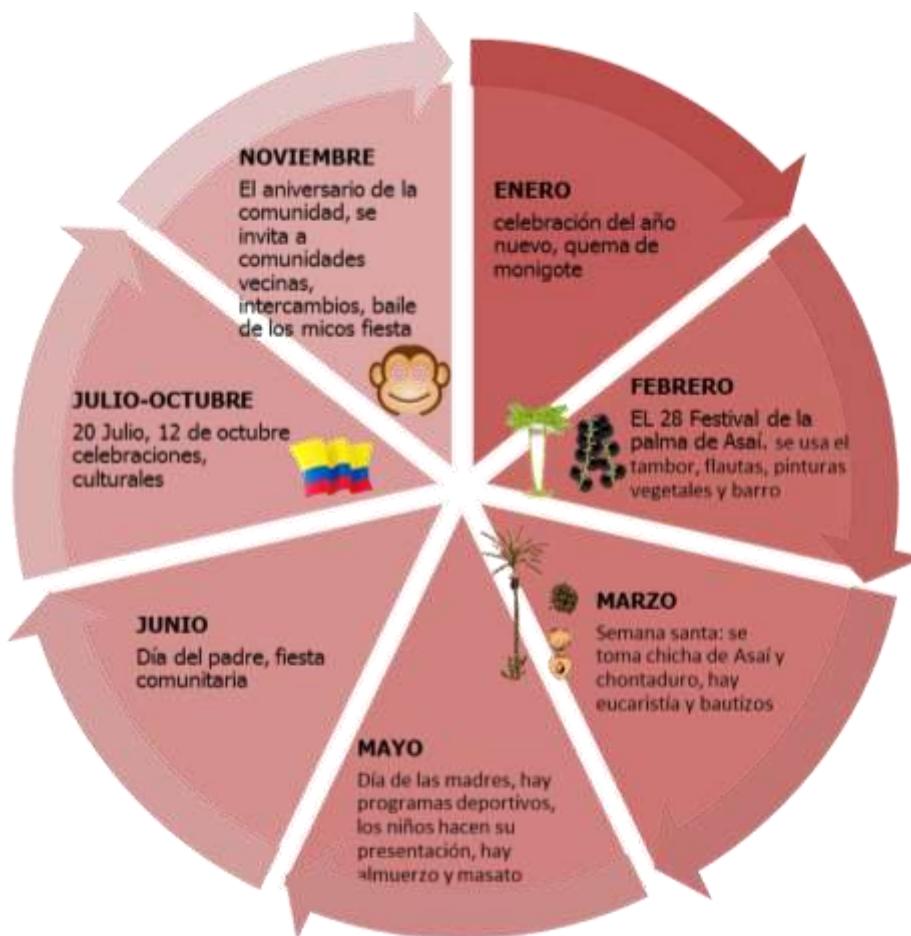 ENERO
celebración del año
nuevo, quema de
monigote
FEBRERO
EL 28 Festival de la
palma de Asaí. se usa el
tambor, flautas, pinturas
vegetales y barro
MARZO
Semana santa: se
toma chicha de Asaí y
chontaduro, hay
eucaristía y bautizos
MAYO
Día de las madres, hay
programas deportivos,
los niños hacen su
presentación, hay
almuerzo y masato
JUNIO
Día del padre, fiesta
comunitaria
JULIO-OCTUBRE
20 Julio, 12 de octubre
celebraciones,
culturales
NOVIEMBRE
El aniversario de la
comunidad, se
invita a
comunidades
vecinas,
intercambios, baile
de los micos fiesta